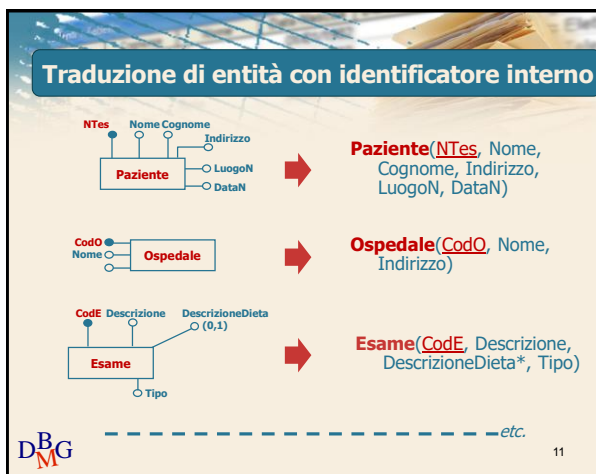 Traduzione di entità con identificatore interno
NTes
Nome Cognome
Indirizzo
Paziente
LuogoN
DataN
Paziente(NTes, Nome,
Cognome, Indirizzo,
LuogoN, DataN)
CodO
Nome
Ospedale
Ospedale(CodO, Nome,
Indirizzo)
CodE Descrizione
DescrizioneDieta
(0,1)
Esame
Tipo
Esame(CodE, Descrizione,
DescrizioneDieta*, Tipo)
etc.
DBMG
11